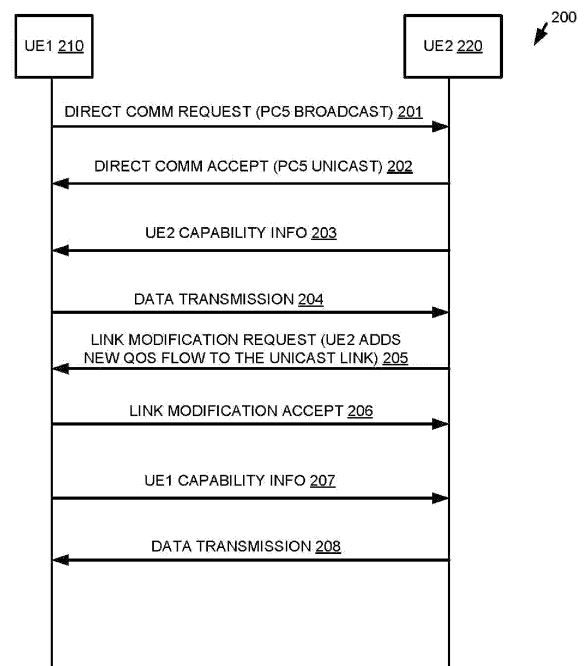 200
UE1 210
UE2 220
DIRECT COMM REQUEST (PC5 BROADCAST) 201
DIRECT COMM ACCEPT (PC5 UNICAST) 202
UE2 CAPABILITY INFO 203
DATA TRANSMISSION 204
LINK MODIFICATION REQUEST (UE2 ADDS
NEW QOS FLOW TO THE UNICAST LINK) 205
LINK MODIFICATION ACCEPT 206
UE1 CAPABILITY INFO 207
DATA TRANSMISSION 208